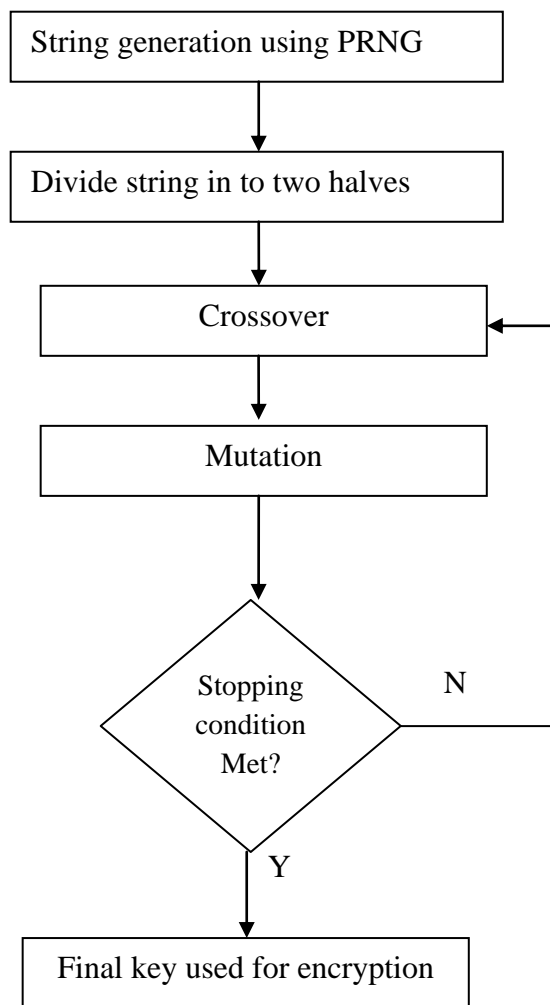 String generation using PRNG
Divide string in to two halves
Crossover
Mutation
Stopping
condition
Met?
N
Y
Final key used for encryption